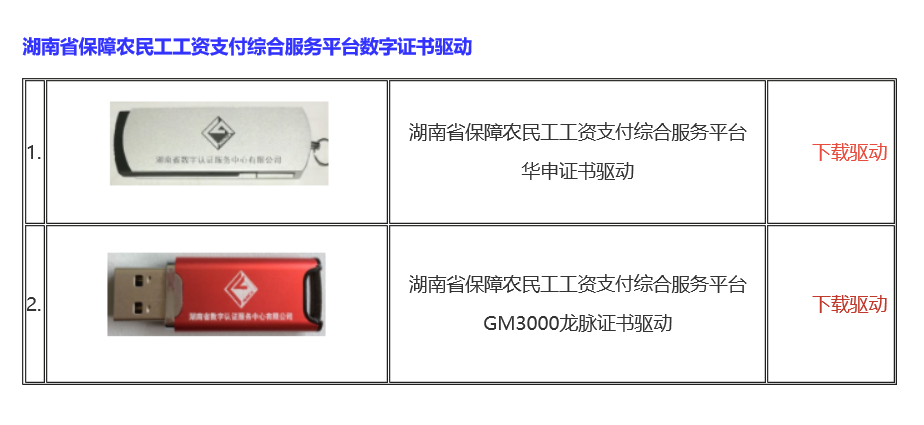 湖南省保障农民工工资支付综合服务平台数字证书驱动
1.
湖南省数字认证服务中心有限公司
湖南省保障农民工工资支付综合服务平台
华申证书驱动
下载驱动
2.
湖南省数字认证服务中心有限公司
湖南省保障农民工工资支付综合服务平台
GM3000龙脉证书驱动
下载驱动